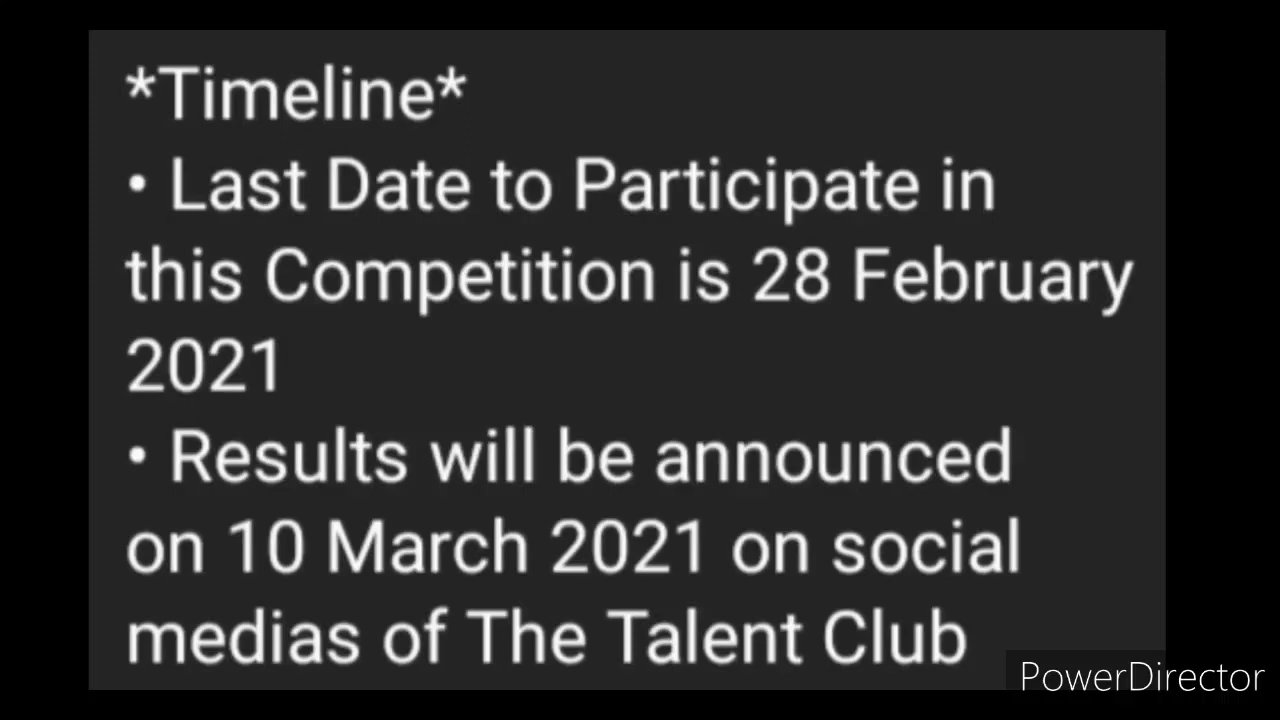 *Timeline*
• Last Date to Participate in
this Competition is 28 February
2021
• Results will be announced
on 10 March 2021 on social
medias of The Talent Club
PowerDirector